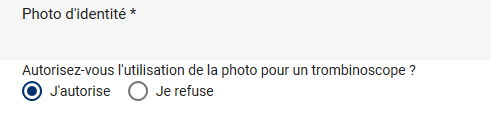 Photo d'identité *
Autorisez-vous l'utilisation de la photo pour un trombinoscope ?
J'autorise Je refuse